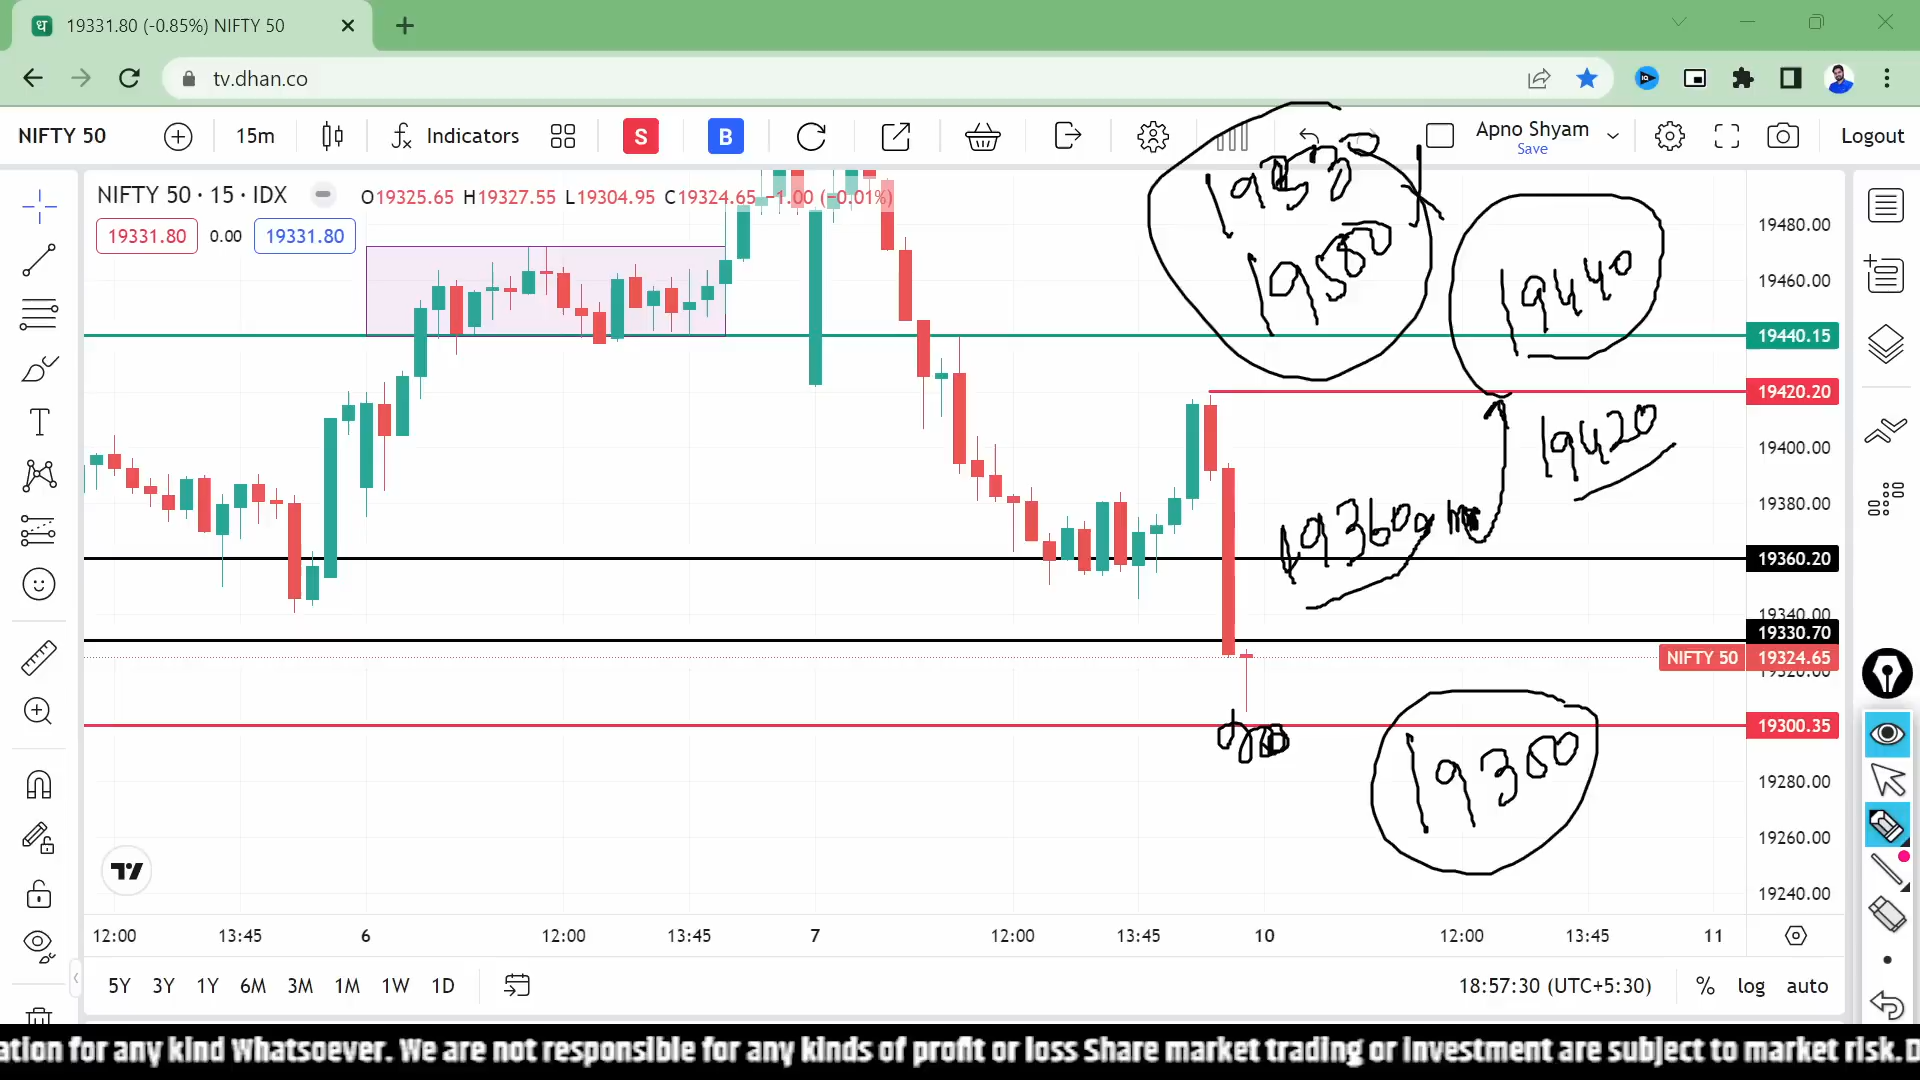 19331.80 (-0.85%) NIFTY 50
tv.dhan.co
NIFTY 50
15m
Indicators
S
B
Apno Shyam
Save
Logout
NIFTY 50 · 15 · IDX
O19325.65 H19327.55 L19304.95 C19324.65 −1.00 (−0.01%)
19331.80
0.00
19331.80
19580
19440
19420
19360
19300
19480.00
19460.00
19440.15
19420.20
19400.00
19380.00
19360.20
19340.00
19330.70
NIFTY 50 19324.65
19320.00
19300.35
19280.00
19260.00
19240.00
12:00 13:45 6 12:00 13:45 7 12:00 13:45 10 12:00 13:45 11
5Y 3Y 1Y 6M 3M 1M 1W 1D
18:57:30 (UTC+5:30)
% log auto
ation for any kind Whatsoever. We are not responsible for any kinds of profit or loss Share market trading or investment are subject to market risk.D